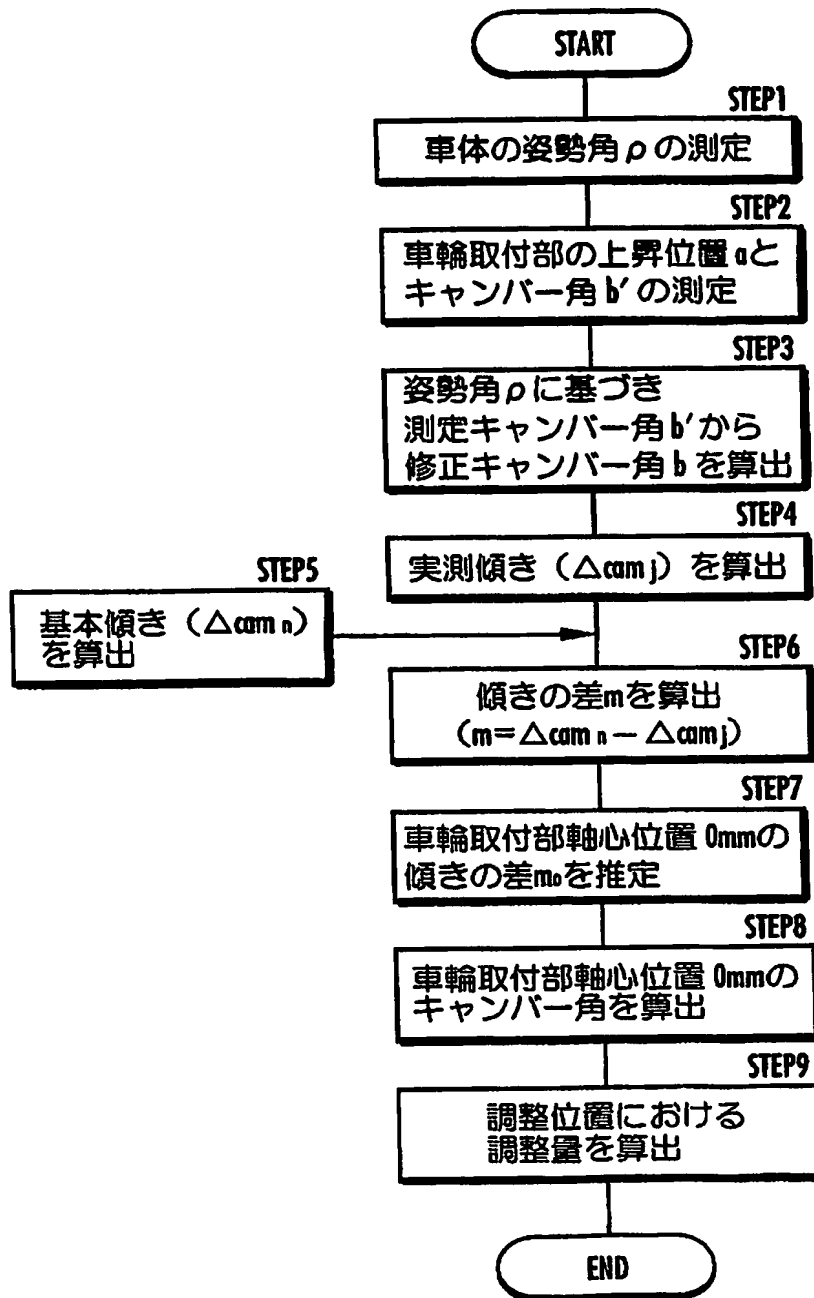 START
STEP1
車体の姿勢角ρの測定
STEP2
車輪取付部の上昇位置aと
キャンバー角b′の測定
STEP3
姿勢角ρに基づき
測定キャンバー角b′から
修正キャンバー角bを算出
STEP4
実測傾き（△cam j）を算出
STEP5
基本傾き（△cam n）
を算出
STEP6
傾きの差mを算出
（m＝△cam n－△cam j）
STEP7
車輪取付部軸心位置0mmの
傾きの差m₀を推定
STEP8
車輪取付部軸心位置0mmの
キャンバー角を算出
STEP9
調整位置における
調整量を算出
END